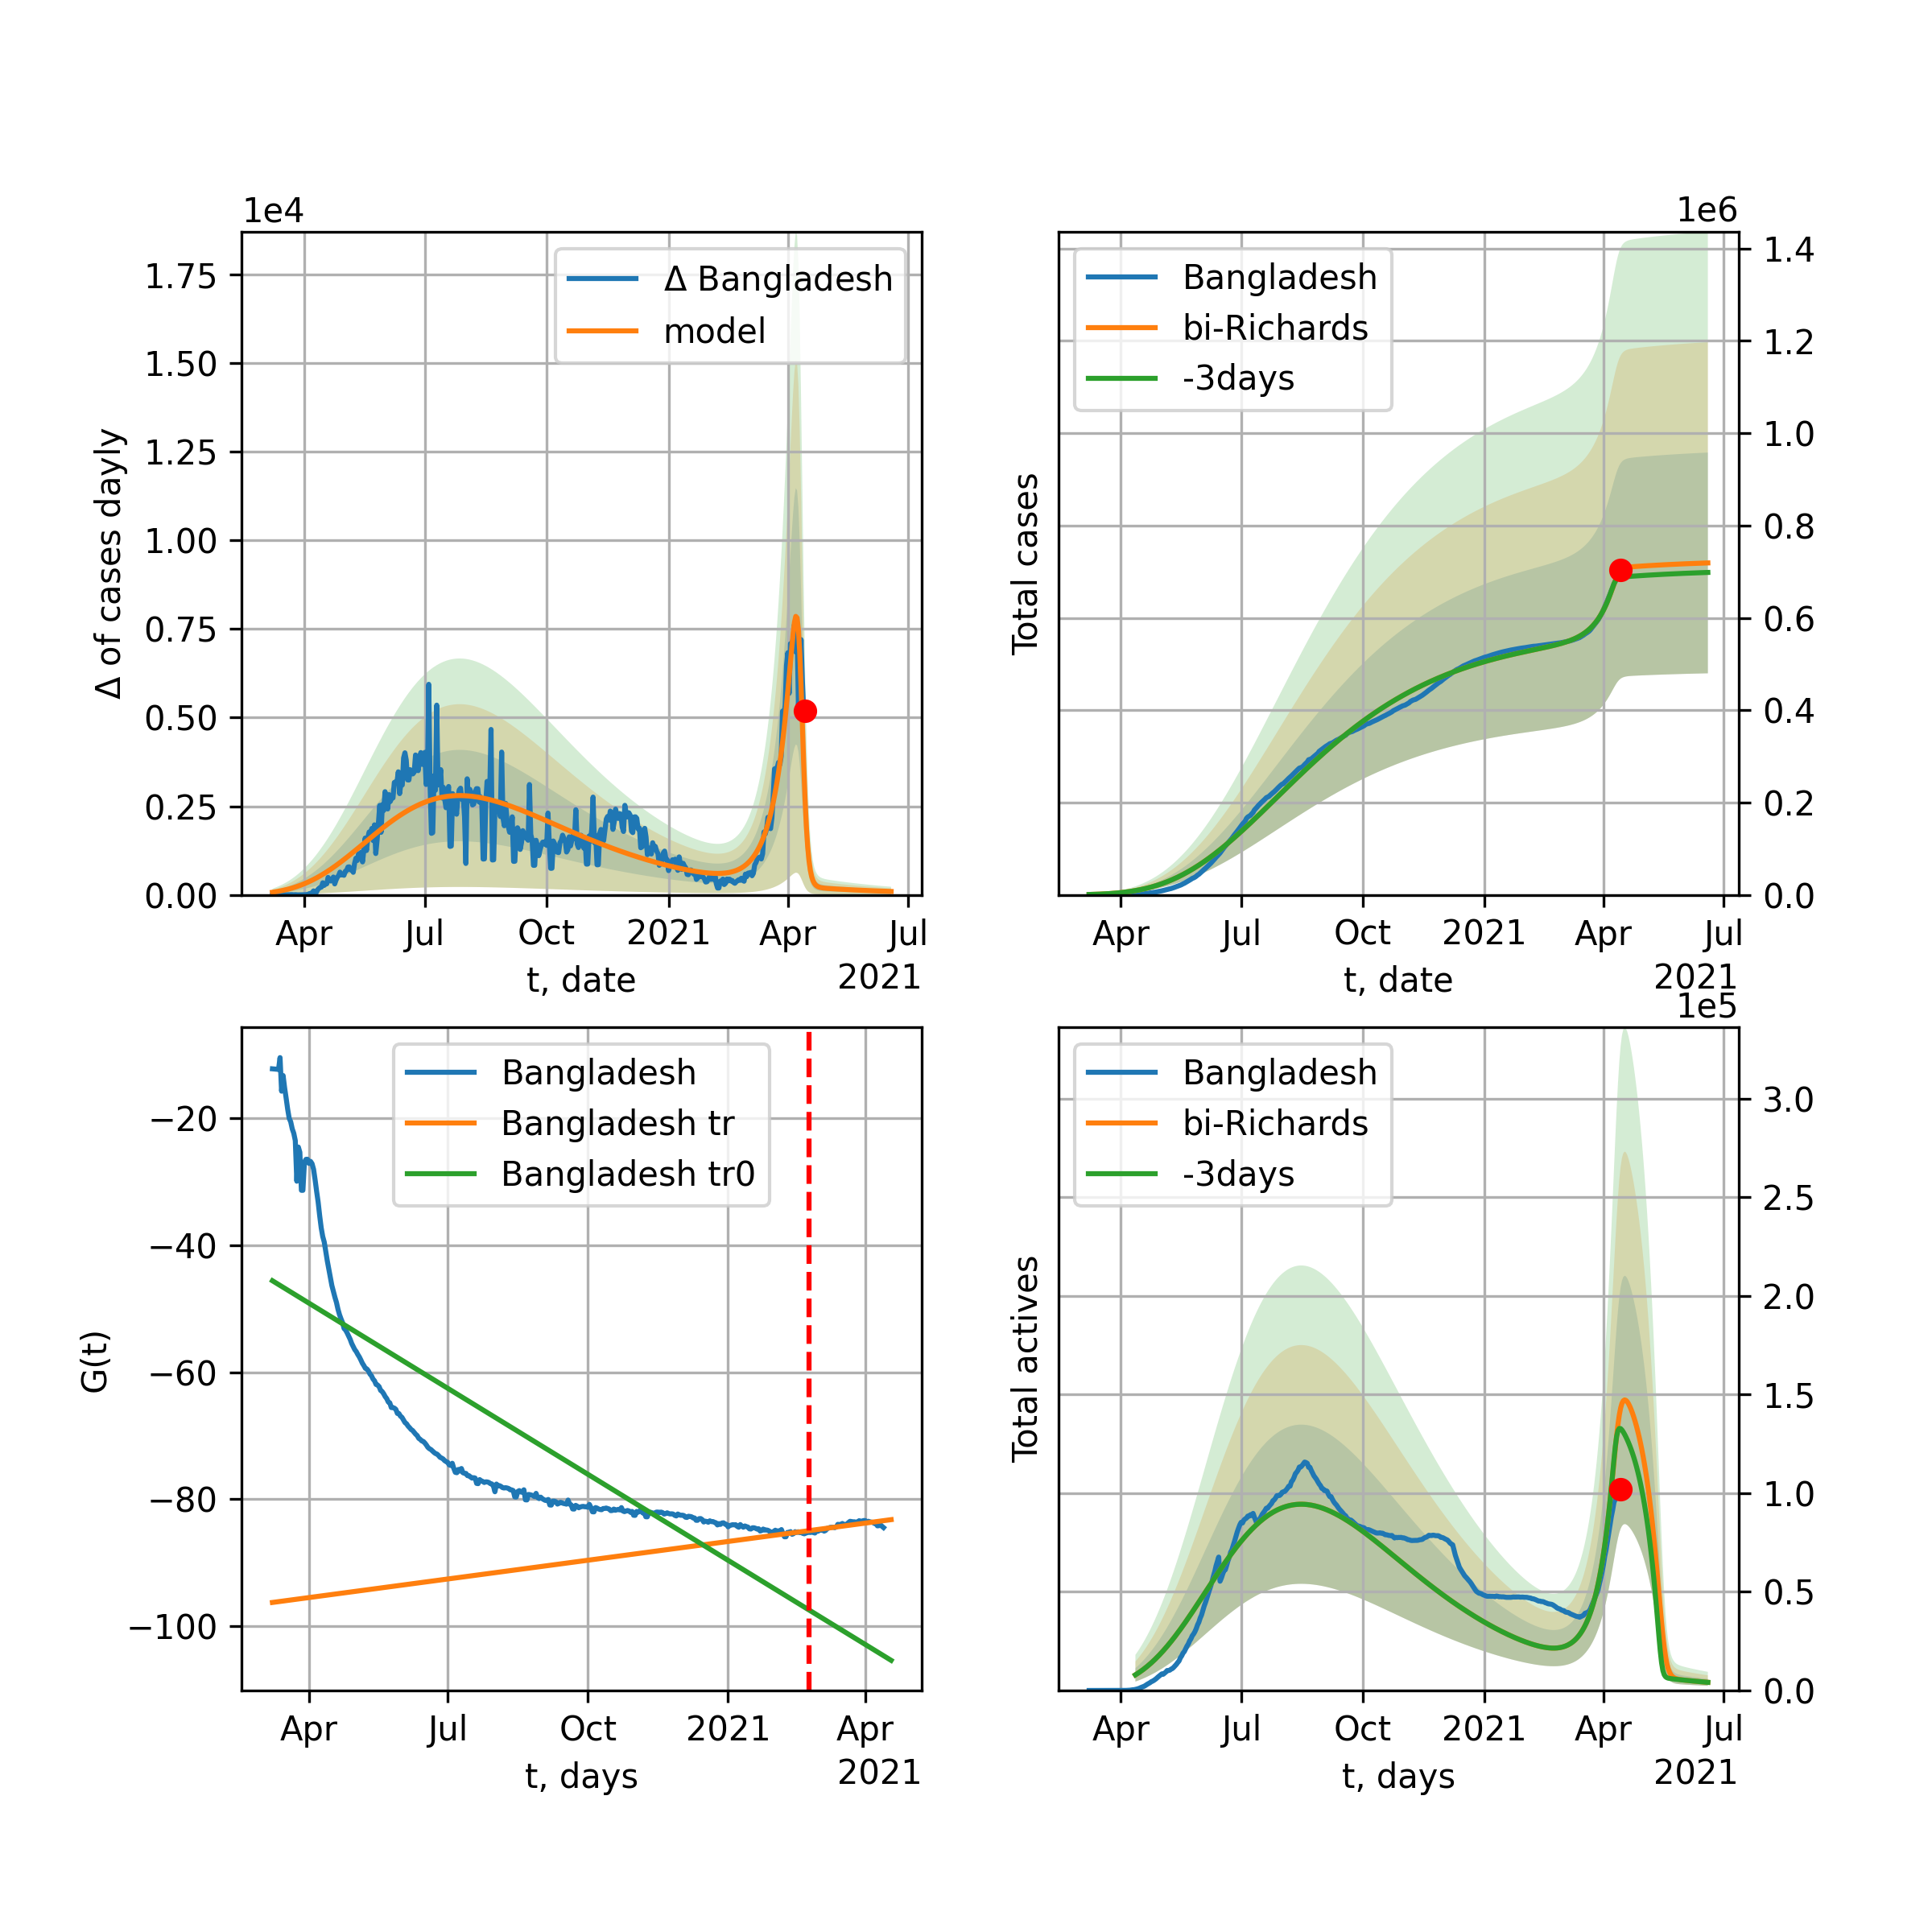 1e4
1.75
1.50
1.25
1.00
0.75
0.50
0.25
0.00
Δ of cases dayly
Δ Bangladesh
model
Apr Jul Oct 2021 Apr Jul
t, date 2021
1e6
1.4
1.2
1.0
0.8
0.6
0.4
0.2
0.0
Total cases
Bangladesh
bi-Richards
-3days
Apr Jul Oct 2021 Apr Jul
t, date 2021
−20
−40
−60
−80
−100
G(t)
Bangladesh
Bangladesh tr
Bangladesh tr0
Apr Jul Oct 2021 Apr
t, days 2021
1e5
3.0
2.5
2.0
1.5
1.0
0.5
0.0
Total actives
Bangladesh
bi-Richards
-3days
Apr Jul Oct 2021 Apr Jul
t, days 2021